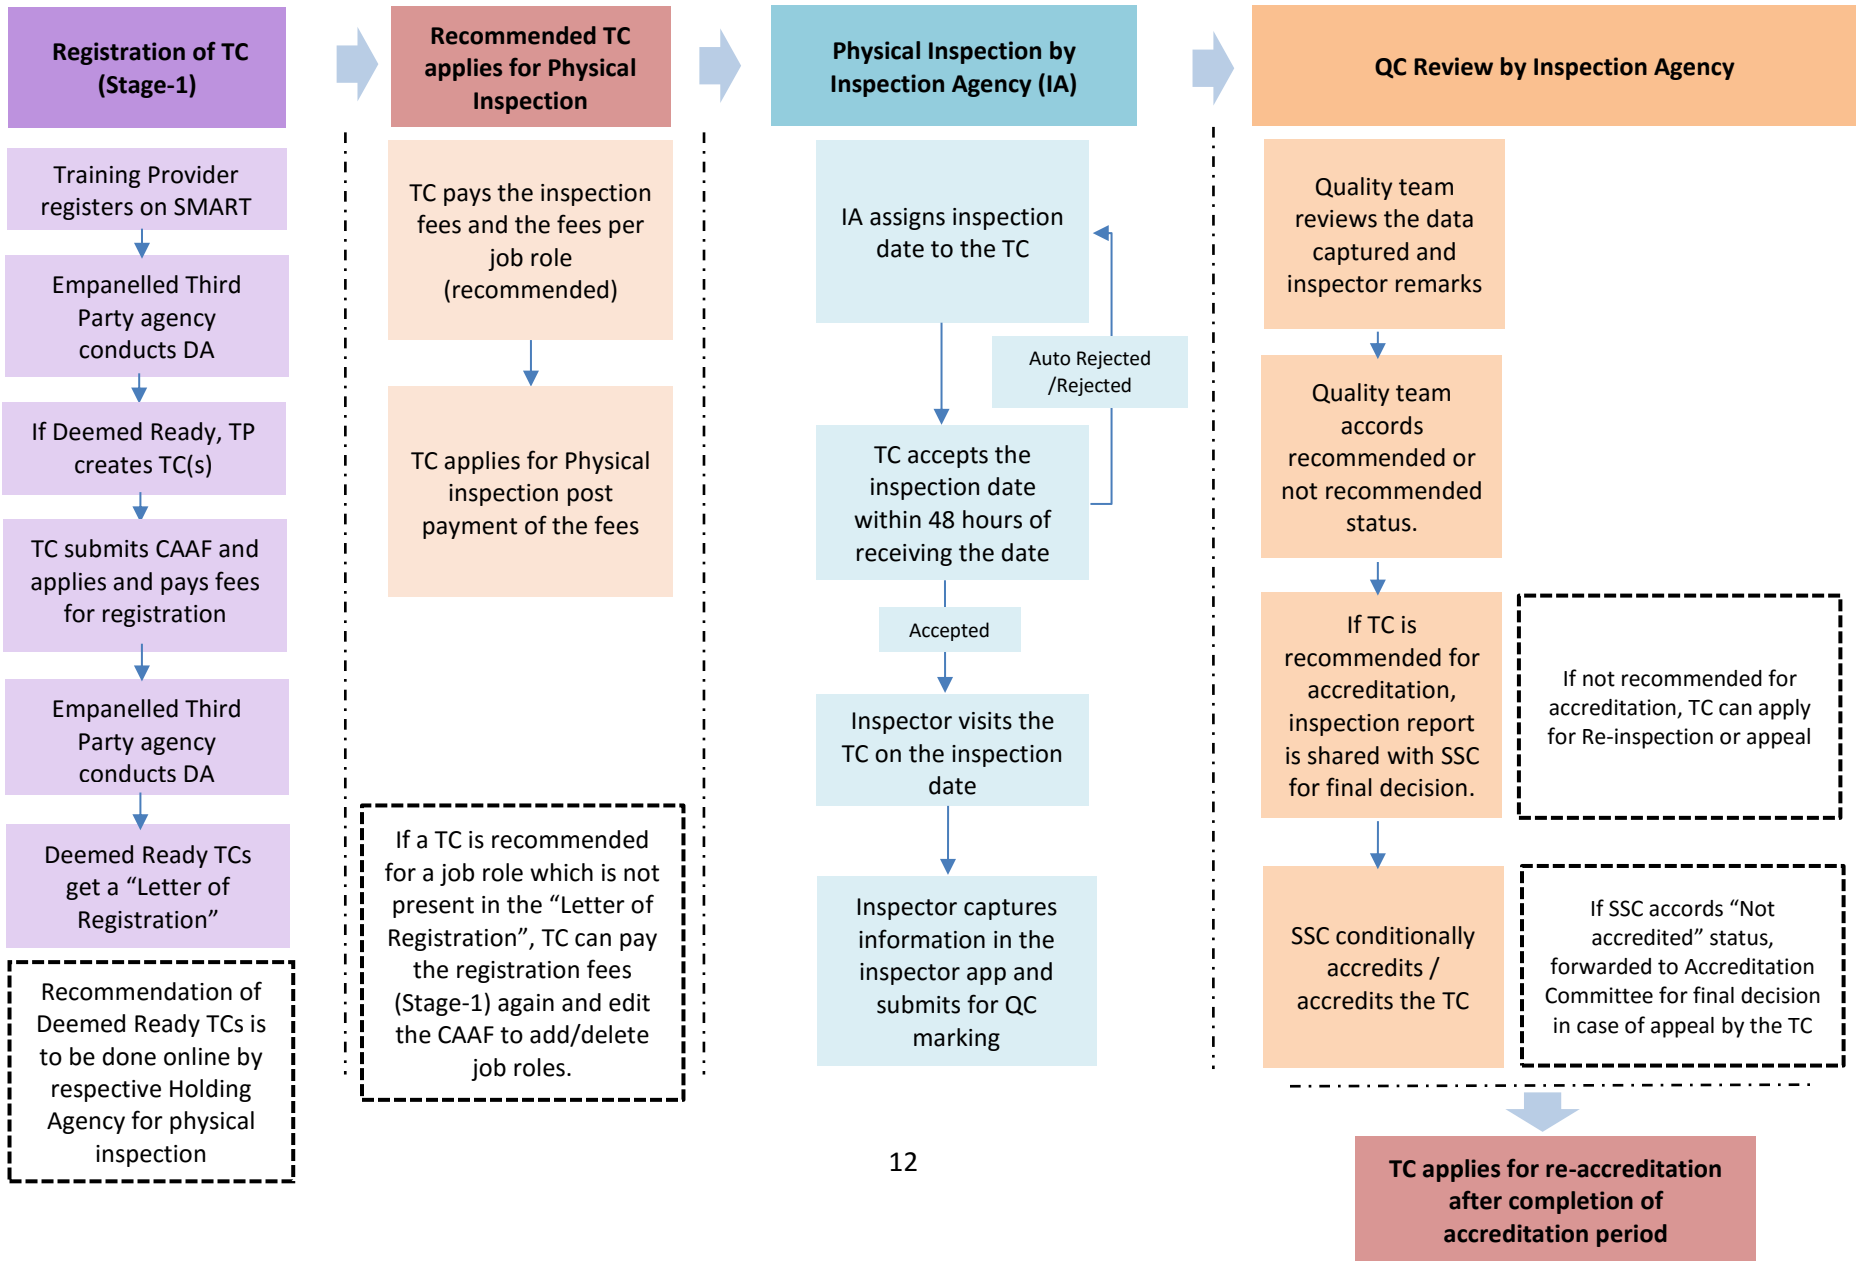 Registration of TC
(Stage-1)
Training Provider
registers on SMART
Empanelled Third
Party agency
conducts DA
If Deemed Ready, TP
creates TC(s)
TC submits CAAF and
applies and pays fees
for registration
Empanelled Third
Party agency
conducts DA
Deemed Ready TCs
get a “Letter of
Registration”
Recommendation of
Deemed Ready TCs is
to be done online by
respective Holding
Agency for physical
inspection
Recommended TC
applies for Physical
Inspection
TC pays the inspection
fees and the fees per
job role
(recommended)
TC applies for Physical
inspection post
payment of the fees
If a TC is recommended
for a job role which is not
present in the “Letter of
Registration”, TC can pay
the registration fees
(Stage-1) again and edit
the CAAF to add/delete
job roles.
Physical Inspection by
Inspection Agency (IA)
IA assigns inspection
date to the TC
Auto Rejected
/Rejected
TC accepts the
inspection date
within 48 hours of
receiving the date
Accepted
Inspector visits the
TC on the inspection
date
Inspector captures
information in the
inspector app and
submits for QC
marking
QC Review by Inspection Agency
Quality team
reviews the data
captured and
inspector remarks
Quality team
accords
recommended or
not recommended
status.
If TC is
recommended for
accreditation,
inspection report
is shared with SSC
for final decision.
If not recommended for
accreditation, TC can apply
for Re-inspection or appeal
SSC conditionally
accredits /
accredits the TC
If SSC accords “Not
accredited” status,
forwarded to Accreditation
Committee for final decision
in case of appeal by the TC
TC applies for re-accreditation
after completion of
accreditation period
12